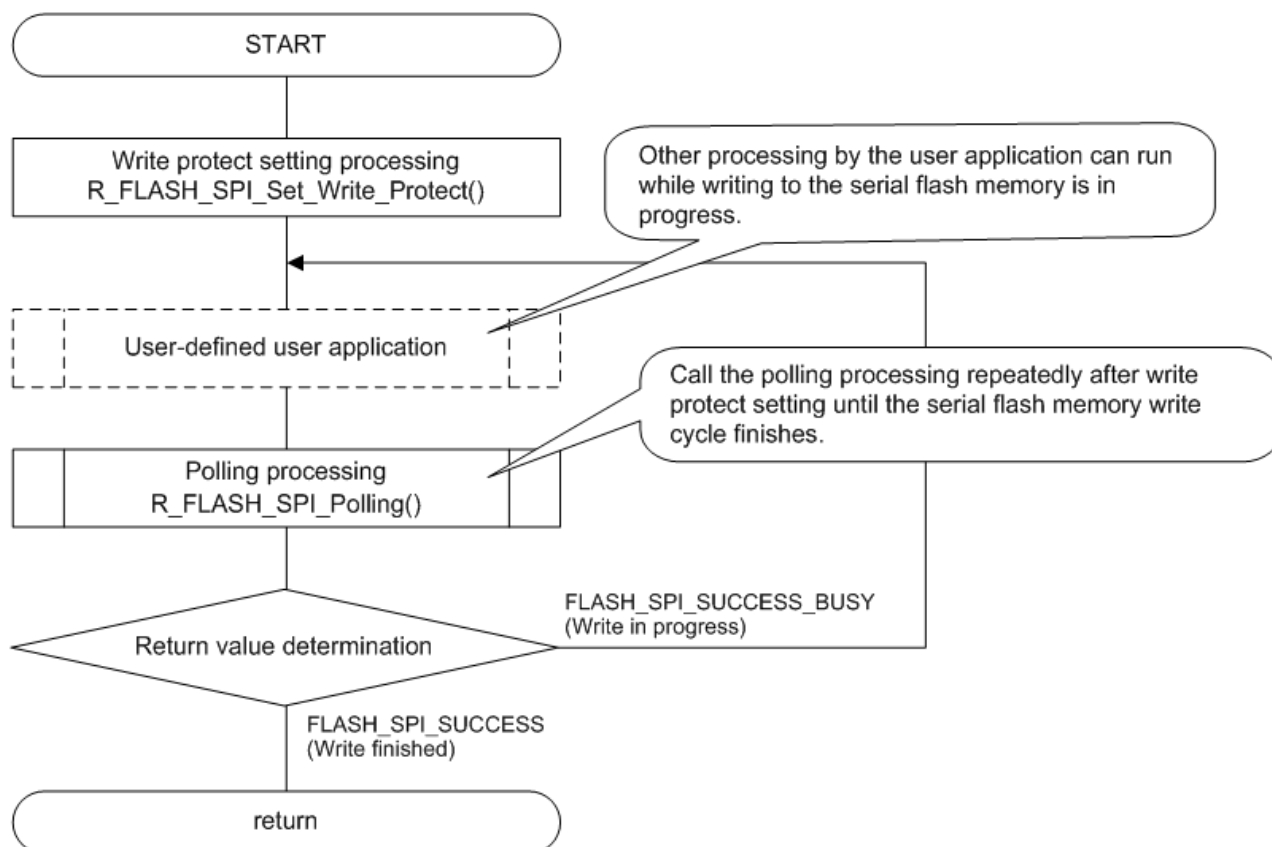 START
Write protect setting processing
R_FLASH_SPI_Set_Write_Protect()
Other processing by the user application can run
while writing to the serial flash memory is in
progress.
User-defined user application
Call the polling processing repeatedly after write
protect setting until the serial flash memory write
cycle finishes.
Polling processing
R_FLASH_SPI_Polling()
FLASH_SPI_SUCCESS_BUSY
(Write in progress)
Return value determination
FLASH_SPI_SUCCESS
(Write finished)
return